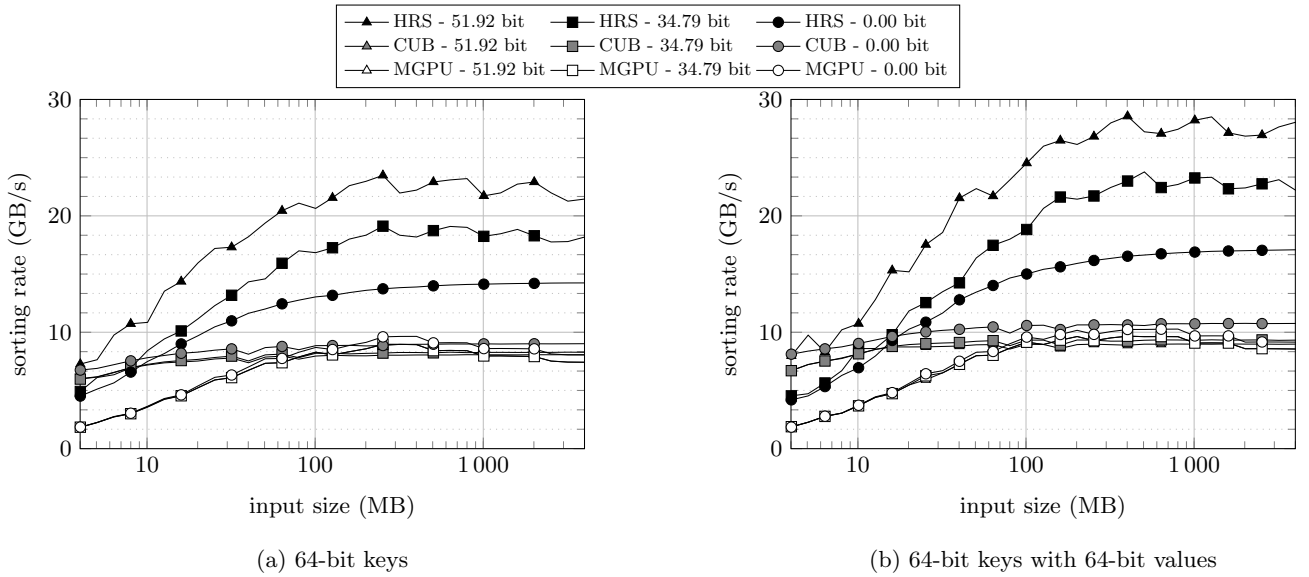 HRS - 51.92 bit HRS - 34.79 bit HRS - 0.00 bit
CUB - 51.92 bit CUB - 34.79 bit CUB - 0.00 bit
MGPU - 51.92 bit MGPU - 34.79 bit MGPU - 0.00 bit
30
20
10
0
sorting rate (GB/s)
10 100 1 000
input size (MB)
(a) 64-bit keys
30
20
10
0
sorting rate (GB/s)
10 100 1 000
input size (MB)
(b) 64-bit keys with 64-bit values